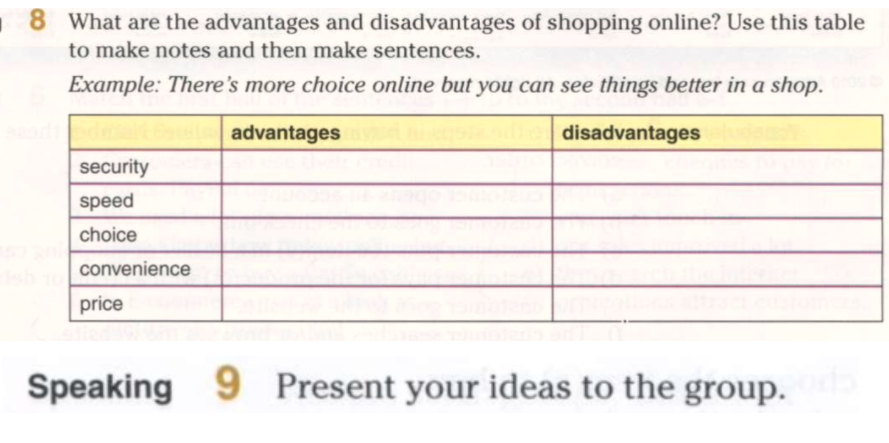 8 What are the advantages and disadvantages of shopping online? Use this table
to make notes and then make sentences.
Example: There's more choice online but you can see things better in a shop.
advantages disadvantages
security
speed
choice
convenience
price
Speaking 9 Present your ideas to the group.